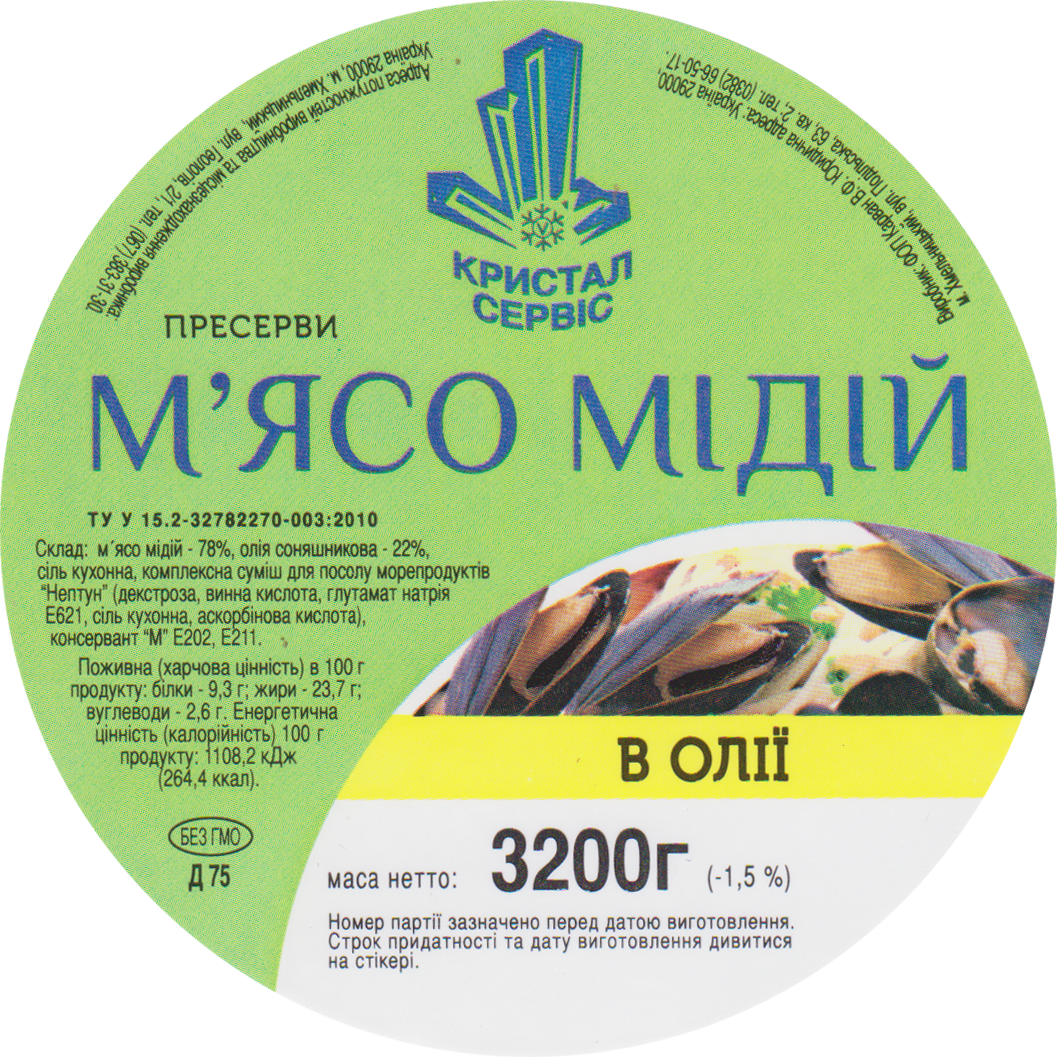 Адреса потужностей виробництва та місцезнаходження виробника:
Україна 29000, м. Хмельницький, вул. Геологів, 2/1, тел. (067) 383-31-30.
Виробник: ФОП Карван В.Ф. Юридична адреса: Україна 29000,
м. Хмельницький, вул. Подільська, 63, кв. 2, тел. (0382) 66-50-17.
КРИСТАЛ
СЕРВІС
ПРЕСЕРВИ
М’ЯСО МІДІЙ
ТУ У 15.2-32782270-003:2010
Склад: м´ясо мідій - 78%, олія соняшникова - 22%,
сіль кухонна, комплексна суміш для посолу морепродуктів
“Нептун” (декстроза, винна кислота, глутамат натрія
Е621, сіль кухонна, аскорбінова кислота),
консервант “М” Е202, Е211.
Поживна (харчова цінність) в 100 г
продукту: білки - 9,3 г; жири - 23,7 г;
вуглеводи - 2,6 г. Енергетична
цінність (калорійність) 100 г
продукту: 1108,2 кДж
(264,4 ккал).
БЕЗ ГМО
Д 75
В ОЛІЇ
маса нетто: 3200г (-1,5 %)
Номер партії зазначено перед датою виготовлення.
Строк придатності та дату виготовлення дивитися
на стікері.